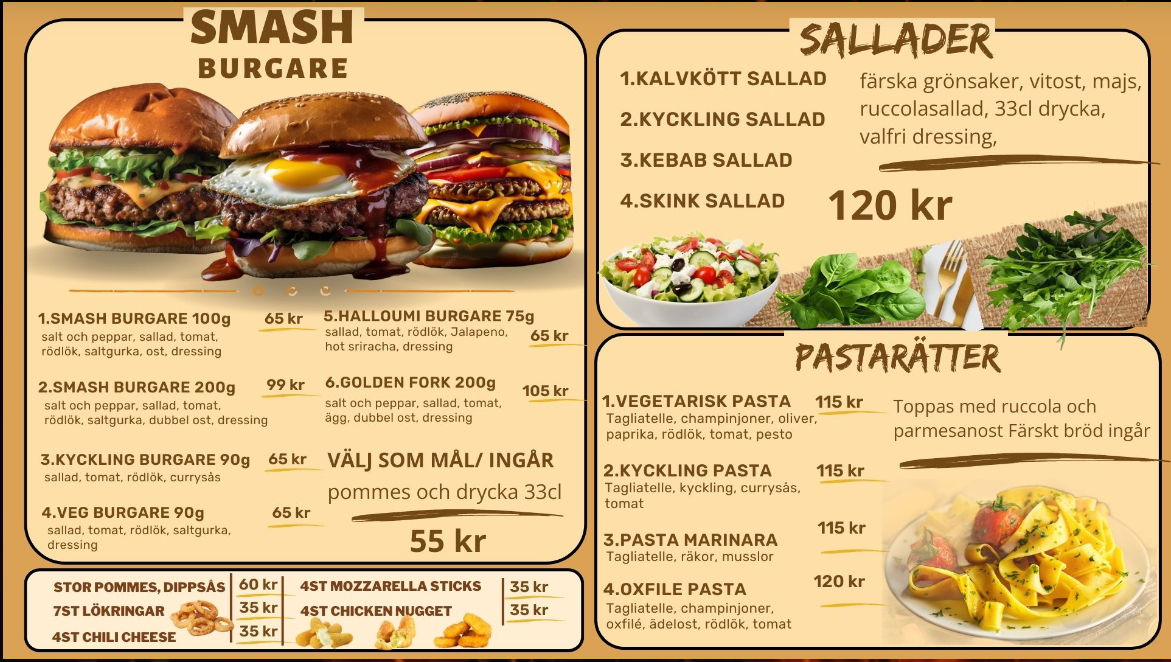 SMASH
BURGARE
1.SMASH BURGARE 100g 65 kr
salt och peppar, sallad, tomat,
rödlök, saltgurka, ost, dressing
2.SMASH BURGARE 200g 99 kr
salt och peppar, sallad, tomat,
rödlök, saltgurka, dubbel ost, dressing
3.KYCKLING BURGARE 90g 65 kr
sallad, tomat, rödlök, currysås
4.VEG BURGARE 90g 65 kr
sallad, tomat, rödlök, saltgurka,
dressing
5.HALLOUMI BURGARE 75g
sallad, tomat, rödlök, Jalapeno, 65 kr
hot sriracha, dressing
6.GOLDEN FORK 200g 105 kr
salt och peppar, sallad, tomat,
ägg, dubbel ost, dressing
VÄLJ SOM MÅL/ INGÅR
pommes och drycka 33cl
55 kr
STOR POMMES, DIPPSÅS 60 kr
7ST LÖKRINGAR 35 kr
4ST CHILI CHEESE 35 kr
4ST MOZZARELLA STICKS 35 kr
4ST CHICKEN NUGGET 35 kr
SALLADER
1.KALVKÖTT SALLAD
2.KYCKLING SALLAD
3.KEBAB SALLAD
4.SKINK SALLAD
färska grönsaker, vitost, majs,
ruccolasallad, 33cl drycka,
valfri dressing,
120 kr
PASTARÄTTER
1.VEGETARISK PASTA 115 kr
Tagliatelle, champinjoner, oliver,
paprika, rödlök, tomat, pesto
2.KYCKLING PASTA 115 kr
Tagliatelle, kyckling, currysås,
tomat
3.PASTA MARINARA 115 kr
Tagliatelle, räkor, musslor
4.OXFILE PASTA 120 kr
Tagliatelle, champinjoner,
oxfilé, ädelost, rödlök, tomat
Toppas med ruccola och
parmesanost Färskt bröd ingår